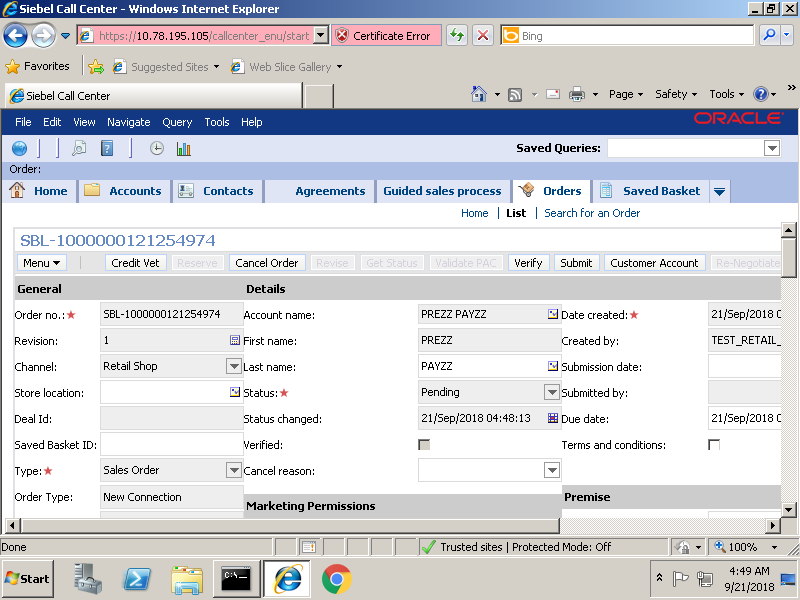 Siebel Call Center - Windows Internet Explorer
https://10.78.195.105/callcenter_enu/start
Certificate Error
Bing
Favorites
Suggested Sites
Web Slice Gallery
Siebel Call Center
Page
Safety
Tools
»
File Edit View Navigate Query Tools Help
ORACLE
Saved Queries:
Order:
Home Accounts Contacts Agreements Guided sales process Orders Saved Basket
Home | List | Search for an Order
SBL-1000000121254974
Menu Credit Vet Reserve Cancel Order Revise Get Status Validate PAC Verify Submit Customer Account Re-Negotiate
General Details
Order no.:★ SBL-1000000121254974 Account name: PREZZ PAYZZ Date created:★ 21/Sep/2018 0
Revision: 1 First name: PREZZ Created by: TEST_RETAIL_
Channel: Retail Shop Last name: PAYZZ Submission date:
Store location: Status:★ Pending Submitted by:
Deal Id: Status changed: 21/Sep/2018 04:48:13 Due date: 21/Sep/2018 0
Saved Basket ID: Verified: Terms and conditions:
Type:★ Sales Order Cancel reason:
Order Type: New Connection Marketing Permissions Premise
Done Trusted sites | Protected Mode: Off 100%
Start
C:\
4:49 AM
9/21/2018